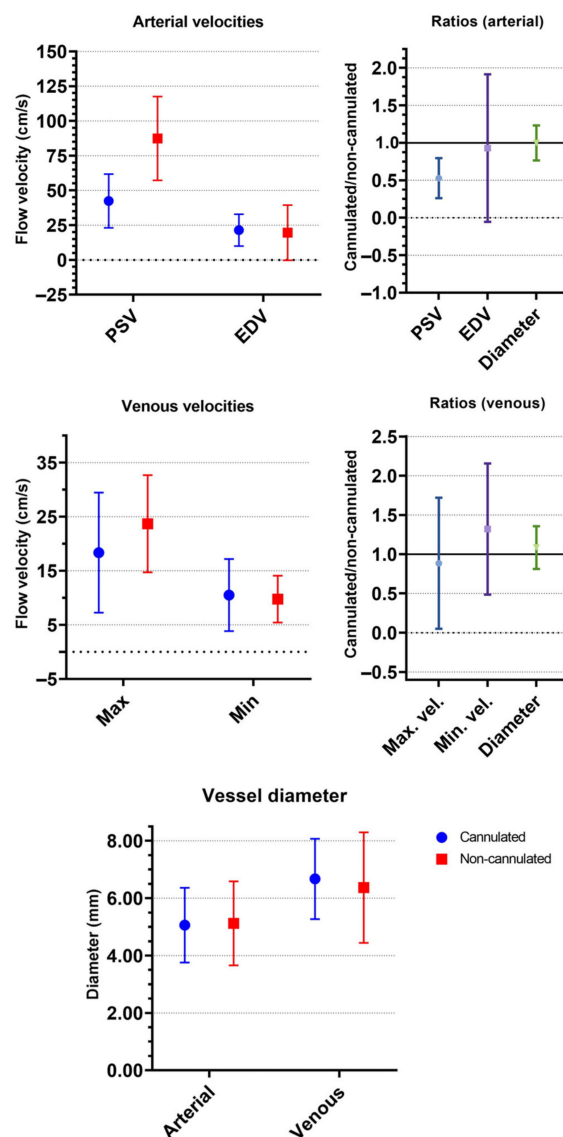 Arterial velocities
Flow velocity (cm/s)
150
125
100
75
50
25
0
–25
PSV
EDV
Ratios (arterial)
Cannulated/non-cannulated
2.0
1.5
1.0
0.5
0.0
–0.5
–1.0
PSV
EDV
Diameter
Venous velocities
Flow velocity (cm/s)
35
25
15
5
–5
Max
Min
Ratios (venous)
Cannulated/non-cannulated
2.5
2.0
1.5
1.0
0.5
0.0
–0.5
Max. vel.
Min. vel.
Diameter
Vessel diameter
Diameter (mm)
8.00
6.00
4.00
2.00
0.00
Arterial
Venous
Cannulated
Non-cannulated